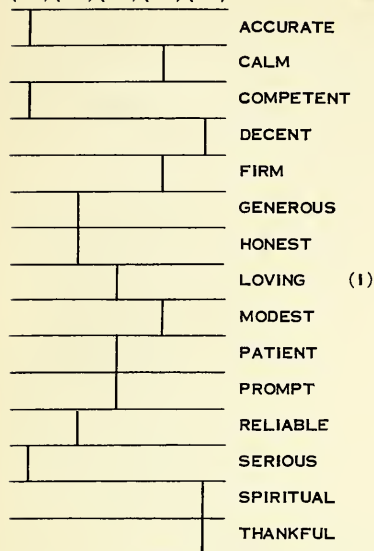 ACCURATE
CALM
COMPETENT
DECENT
FIRM
GENEROUS
HONEST
LOVING (1)
MODEST
PATIENT
PROMPT
RELIABLE
SERIOUS
SPIRITUAL
THANKFUL